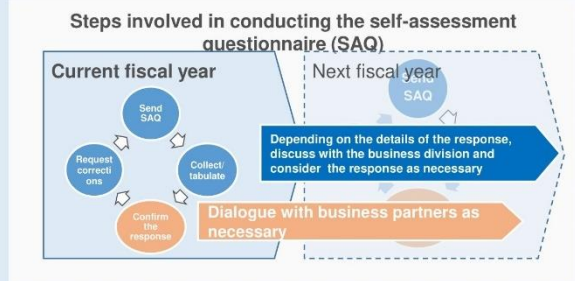 Steps involved in conducting the self-assessment
questionnaire (SAQ)
Current fiscal year
Next fiscal year
Send
SAQ
Send
SAQ
Request
correcti
ons
Collect/
tabulate
Confirm
the
response
Depending on the details of the response,
discuss with the business division and
consider the response as necessary
Dialogue with business partners as
necessary